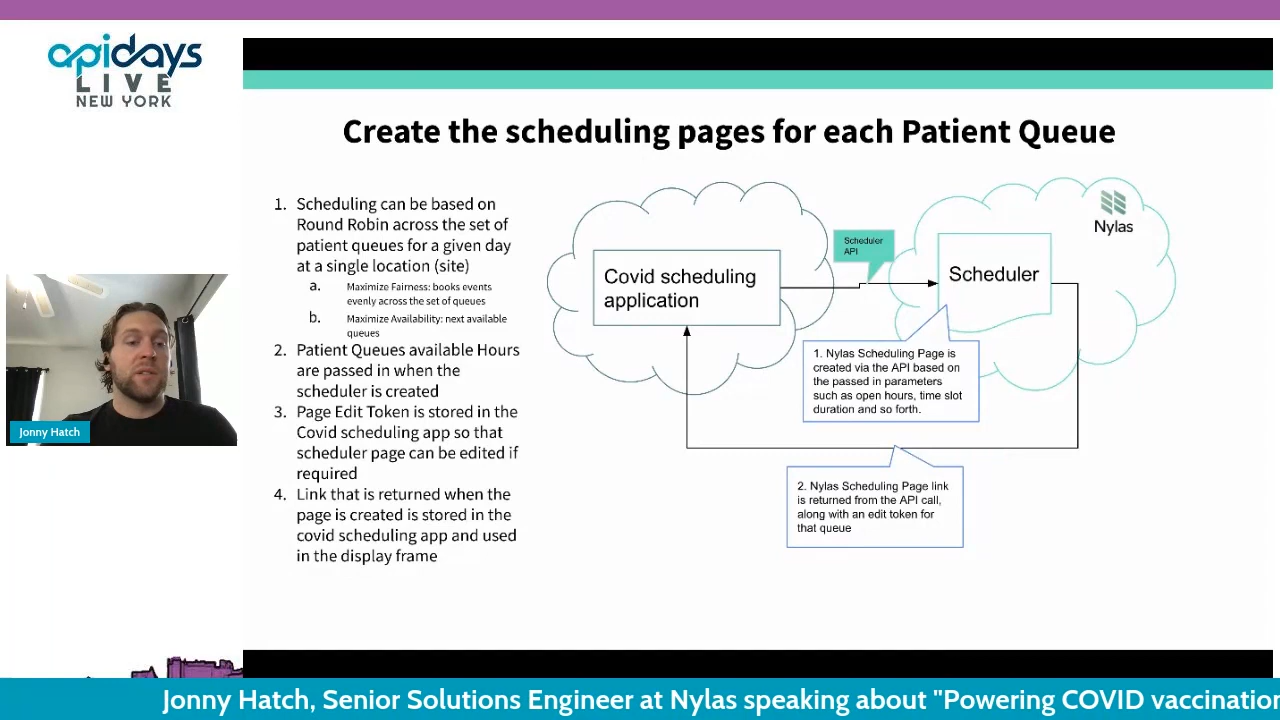 apidays
LIVE
NEW YORK
Create the scheduling pages for each Patient Queue
1. Scheduling can be based on
Round Robin across the set of
patient queues for a given day
at a single location (site)
a. Maximize Fairness: books events
evenly across the set of queues
b. Maximize Availability: next available
queues
2. Patient Queues available Hours
are passed in when the
scheduler is created
3. Page Edit Token is stored in the
Covid scheduling app so that
scheduler page can be edited if
required
4. Link that is returned when the
page is created is stored in the
covid scheduling app and used
in the display frame
Covid scheduling
application
Scheduler
API
Nylas
Scheduler
1. Nylas Scheduling Page is
created via the API based on
the passed in parameters
such as open hours, time slot
duration and so forth.
2. Nylas Scheduling Page link
is returned from the API call,
along with an edit token for
that queue
Jonny Hatch
Jonny Hatch, Senior Solutions Engineer at Nylas speaking about "Powering COVID vaccination